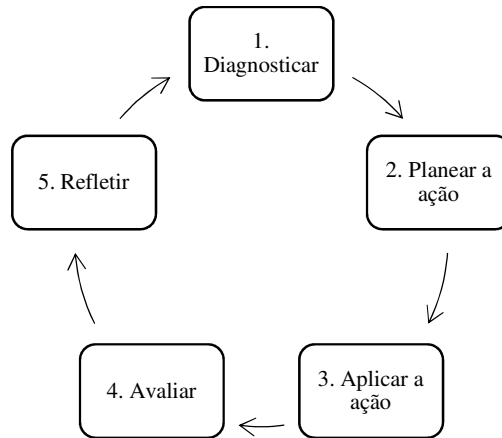 1.
Diagnosticar
2. Planear a
ação
3. Aplicar a
ação
4. Avaliar
5. Refletir